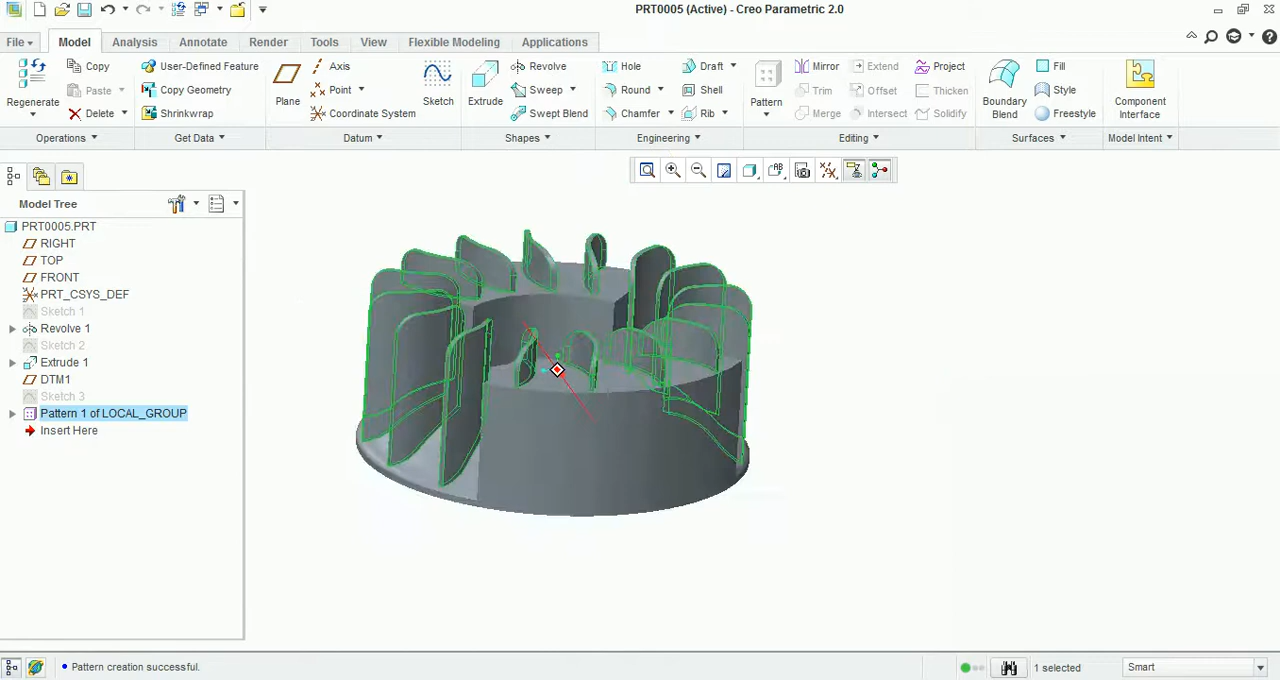 PRT0005 (Active) - Creo Parametric 2.0
File Model Analysis Annotate Render Tools View Flexible Modeling Applications
Regenerate
Copy
Paste
Delete
Operations
User-Defined Feature
Copy Geometry
Shrinkwrap
Get Data
Plane
Axis
Point
Coordinate System
Sketch
Datum
Extrude
Revolve
Sweep
Swept Blend
Shapes
Hole
Round
Chamfer
Draft
Shell
Rib
Engineering
Pattern
Mirror
Trim
Merge
Extend
Offset
Intersect
Project
Thicken
Solidify
Editing
Boundary
Blend
Fill
Style
Freestyle
Surfaces
Component
Interface
Model Intent
Model Tree
PRT0005.PRT
RIGHT
TOP
FRONT
PRT_CSYS_DEF
Sketch 1
Revolve 1
Sketch 2
Extrude 1
DTM1
Sketch 3
Pattern 1 of LOCAL_GROUP
Insert Here
Pattern creation successful.
1 selected
Smart